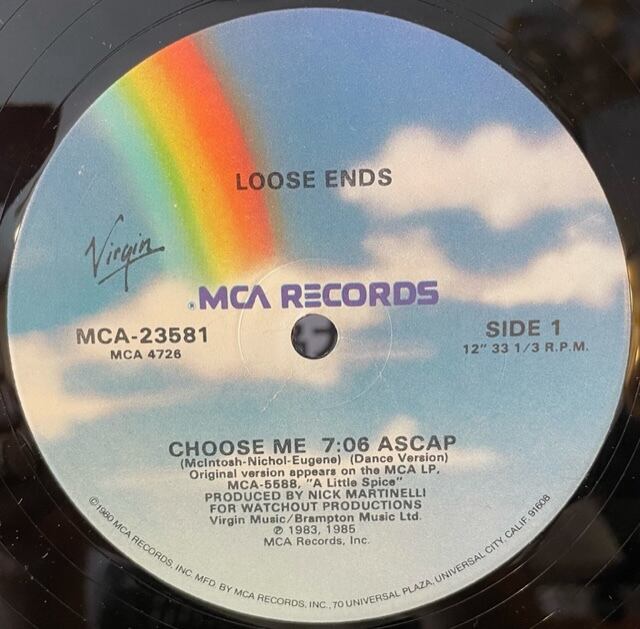 LOOSE ENDS
Virgin
MCA RECORDS
MCA-23581
MCA 4726
SIDE 1
12" 33 1/3 R.P.M.
CHOOSE ME 7:06 ASCAP
(McIntosh-Nichol-Eugene) (Dance Version)
Original version appears on the MCA LP,
MCA-5588, "A Little Spice"
PRODUCED BY NICK MARTINELLI
FOR WATCHOUT PRODUCTIONS
Virgin Music/Brampton Music Ltd.
℗ 1983, 1985
MCA Records, Inc.
©1980 MCA RECORDS, INC. MFD. BY MCA RECORDS, INC., 70 UNIVERSAL PLAZA, UNIVERSAL CITY, CALIF. 91608